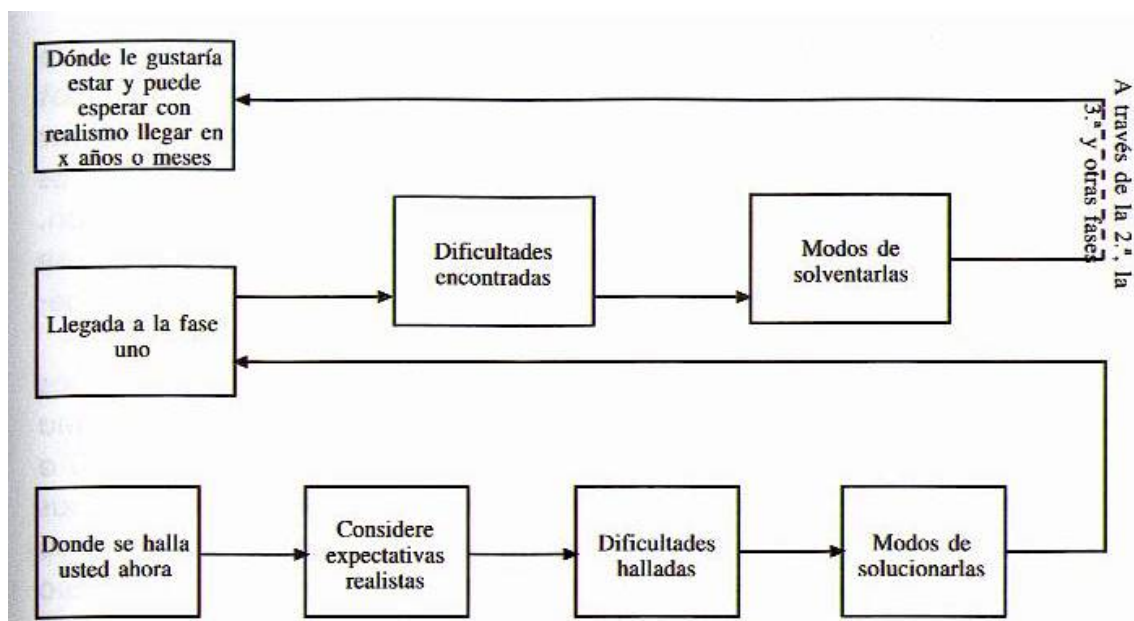 Dónde le gustaría
estar y puede
esperar con
realismo llegar en
x años o meses
A través de la 2.ª, la
3.ª y otras fases
Dificultades
encontradas
Modos de
solventarlas
Llegada a la fase
uno
Donde se halla
usted ahora
Considere
expectativas
realistas
Dificultades
halladas
Modos de
solucionarlas